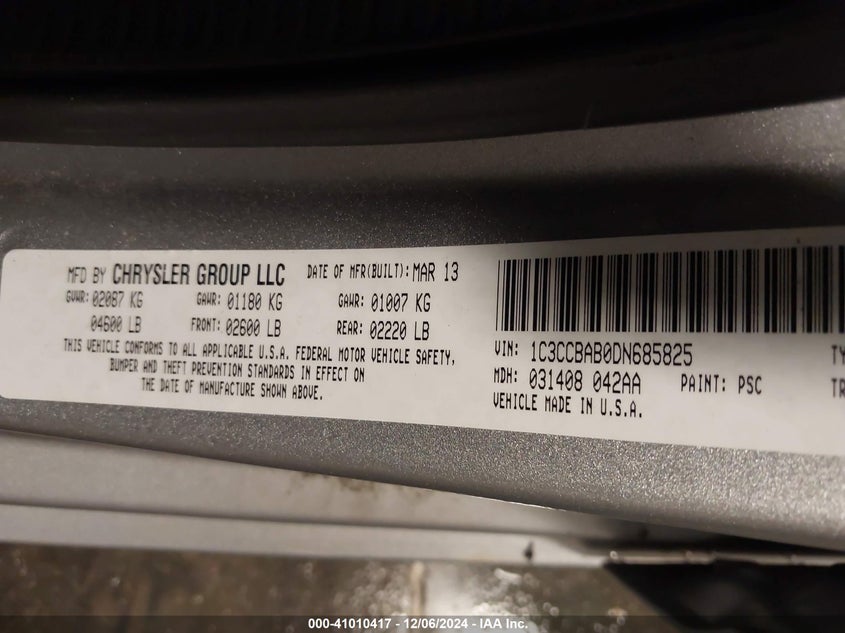 MFD BY CHRYSLER GROUP LLC DATE OF MFR(BUILT): MAR 13
GVWR: 02087 KG GAWR: 01180 KG GAWR: 01007 KG
04600 LB FRONT: 02600 LB REAR: 02220 LB
THIS VEHICLE CONFORMS TO ALL APPLICABLE U.S.A. FEDERAL MOTOR VEHICLE SAFETY,
BUMPER AND THEFT PREVENTION STANDARDS IN EFFECT ON
THE DATE OF MANUFACTURE SHOWN ABOVE.
VIN: 1C3CCBAB0DN685825 TY
MDH: 031408 042AA PAINT: PSC TR
VEHICLE MADE IN U.S.A.
000-41010417 - 12/06/2024 - IAA Inc.